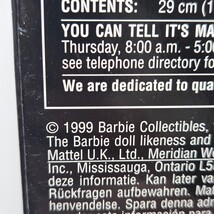 CONTENTS: 29 cm (1
YOU CAN TELL IT'S MA
Thursday, 8:00 a.m. - 5:0
see telephone directory fo
We are dedicated to qua
© 1999 Barbie Collectibles,
The Barbie doll likeness and
Mattel U.K., Ltd., Meridian We
Inc., Mississauga, Ontario L5
deze informatie. Kan later va
Rückfragen aufbewahren. Ma
henvendelse. Spara denna adr